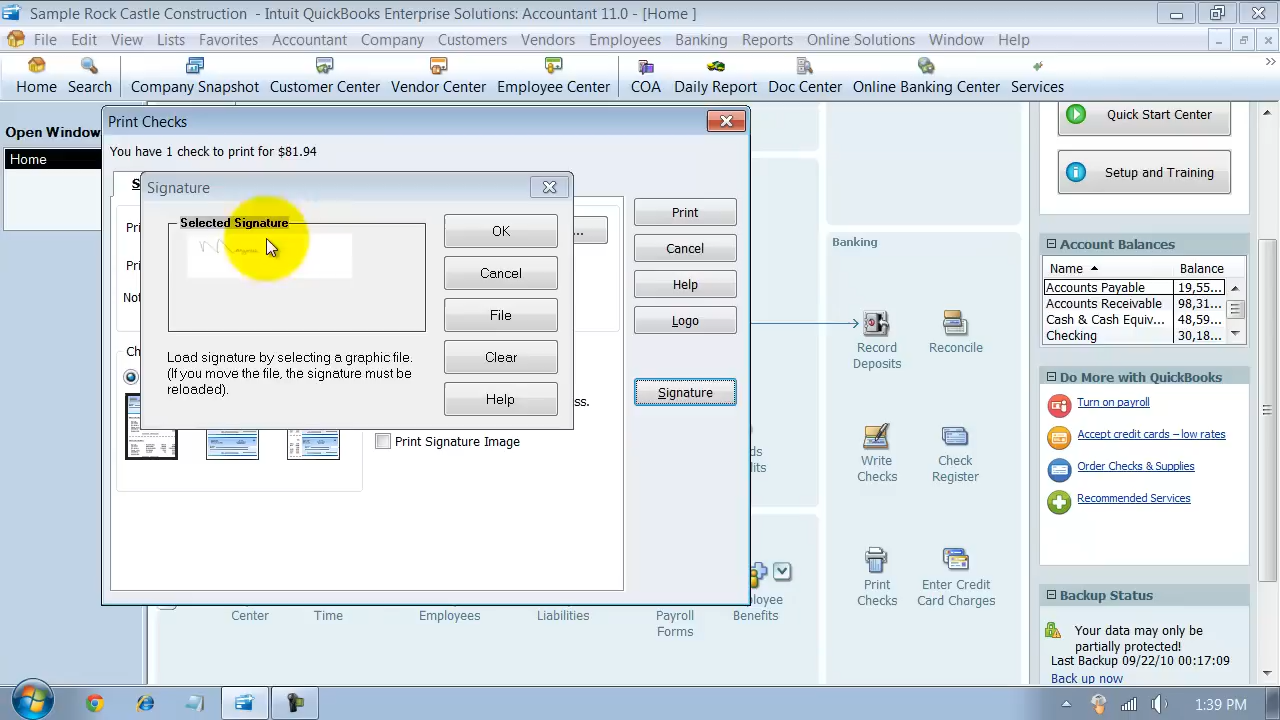 Sample Rock Castle Construction - Intuit QuickBooks Enterprise Solutions: Accountant 11.0 - [Home ]
File Edit View Lists Favorites Accountant Company Customers Vendors Employees Banking Reports Online Solutions Window Help
Home Search Company Snapshot Customer Center Vendor Center Employee Center COA Daily Report Doc Center Online Banking Center Services
Open Window
Home
Print Checks
You have 1 check to print for $81.94
Signature
Selected Signature
OK
Cancel
File
Clear
Help
Load signature by selecting a graphic file.
(If you move the file, the signature must be
reloaded).
...
Print Signature Image
Print
Cancel
Help
Logo
Signature
Center
Time
Employees
Liabilities
Payroll
Forms
Benefits
Banking
Record
Deposits
Reconcile
Write
Checks
Check
Register
Print
Checks
Enter Credit
Card Charges
Quick Start Center
Setup and Training
Account Balances
Name Balance
Accounts Payable 19,55...
Accounts Receivable 98,31...
Cash & Cash Equiv... 48,59...
Checking 30,18...
Do More with QuickBooks
Turn on payroll
Accept credit cards – low rates
Order Checks & Supplies
Recommended Services
Backup Status
Your data may only be
partially protected!
Last Backup 09/22/10 00:17:09
Back up now
1:39 PM